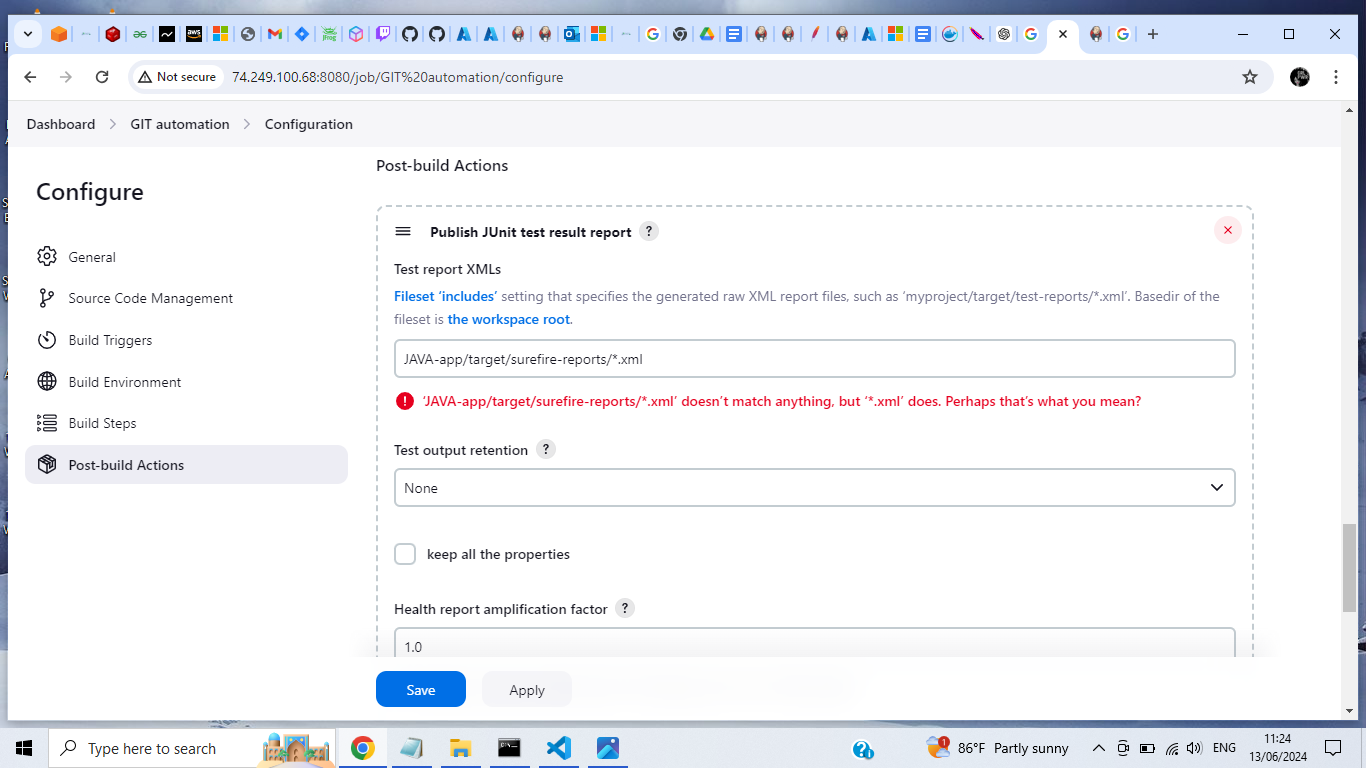 Not secure
74.249.100.68:8080/job/GIT%20automation/configure
Dashboard
GIT automation
Configuration
Configure
General
Source Code Management
Build Triggers
Build Environment
Build Steps
Post-build Actions
Post-build Actions
Publish JUnit test result report ?
Test report XMLs
Fileset ‘includes’ setting that specifies the generated raw XML report files, such as ‘myproject/target/test-reports/*.xml’. Basedir of the
fileset is the workspace root.
JAVA-app/target/surefire-reports/*.xml
‘JAVA-app/target/surefire-reports/*.xml’ doesn’t match anything, but ‘*.xml’ does. Perhaps that’s what you mean?
Test output retention ?
None
keep all the properties
Health report amplification factor ?
1.0
Save
Apply
Type here to search
1
86°F Partly sunny
ENG
11:24
13/06/2024